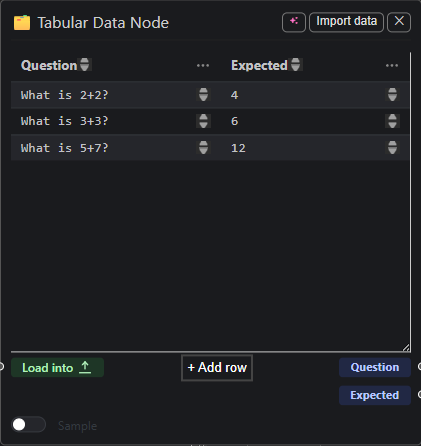 Tabular Data Node
Import data
Question Expected
What is 2+2? 4
What is 3+3? 6
What is 5+7? 12
Load into + Add row Question
Expected
Sample